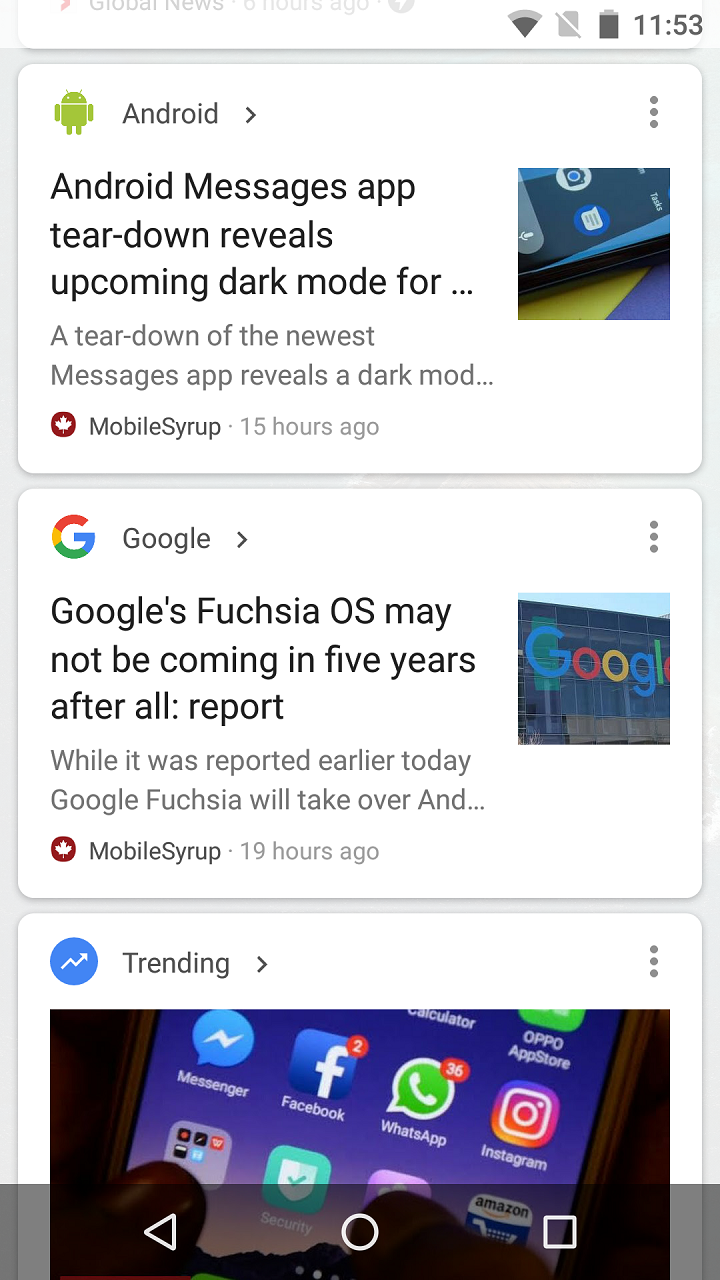 Global News · 6 hours ago ·
11:53
Android
Android Messages app
tear-down reveals
upcoming dark mode for ...
A tear-down of the newest
Messages app reveals a dark mod...
MobileSyrup · 15 hours ago
Tasks
Google
Google's Fuchsia OS may
not be coming in five years
after all: report
While it was reported earlier today
Google Fuchsia will take over And...
MobileSyrup · 19 hours ago
Googl
Trending
Calculator
OPPO
AppStore
Messenger
2
Facebook
36
WhatsApp
Instagram
Security
amazon